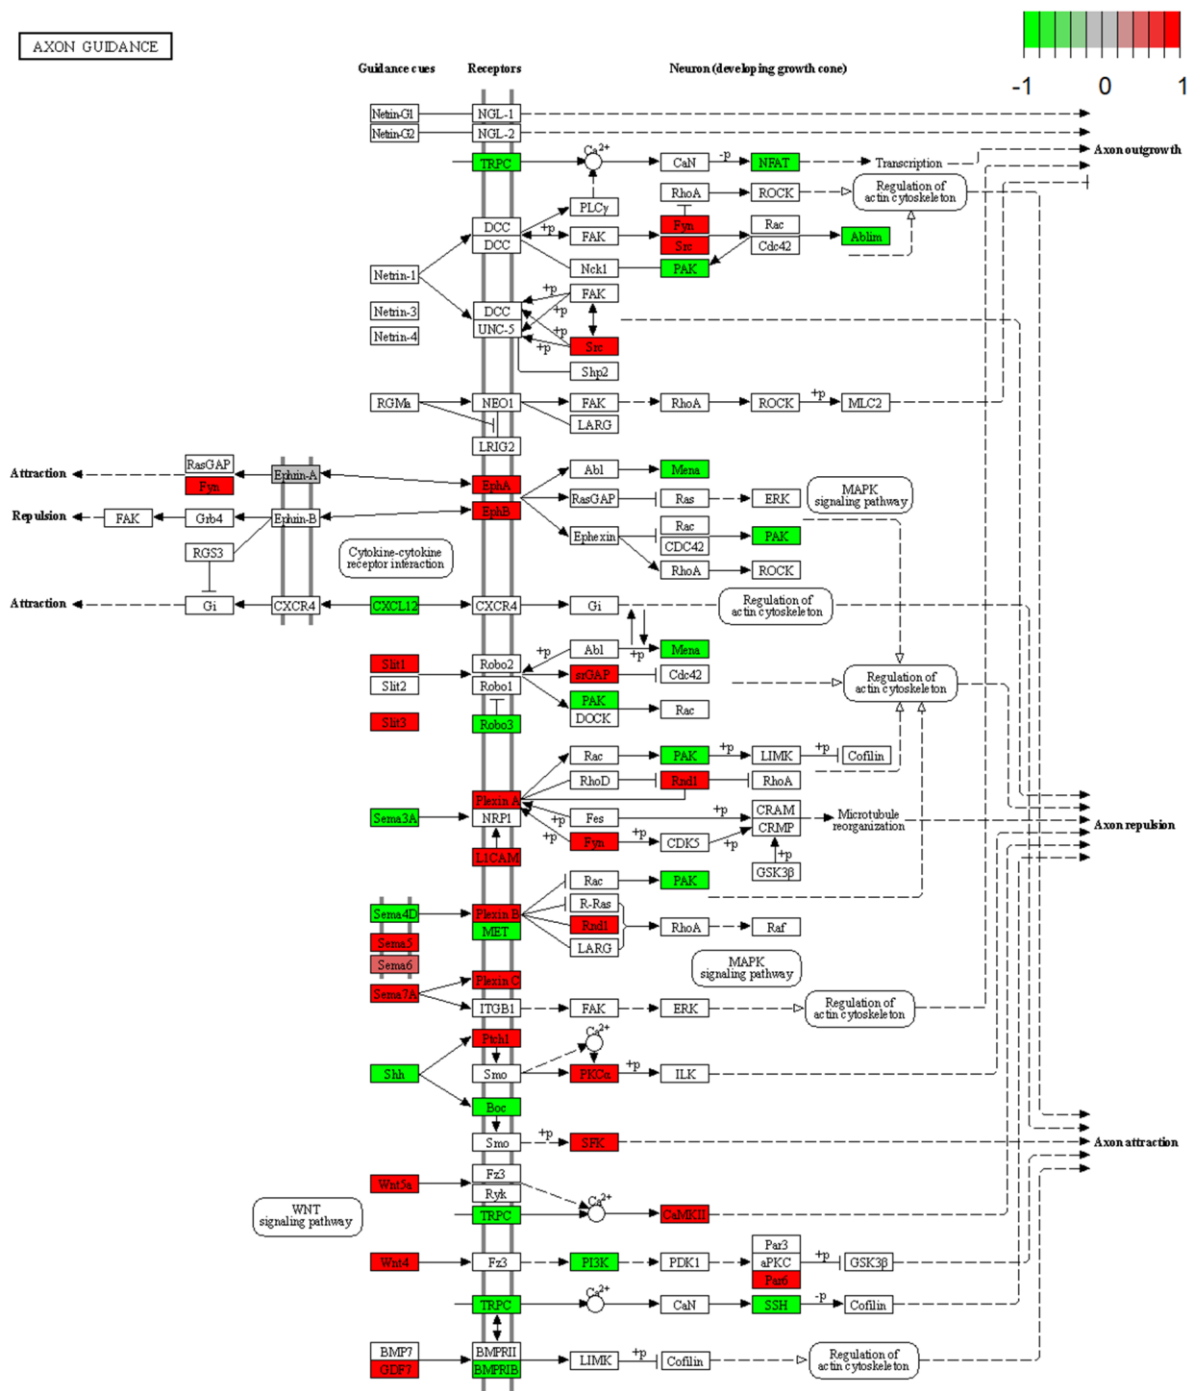 AXON GUIDANCE
-1 0 1
Guidance cues Receptors Neuron (developing growth cone)
Netrin-G1 NGL-1
Netrin-G2 NGL-2
Axon outgrowth
TRPC Ca2+ CaN -p NFAT Transcription
RhoA ROCK Regulation of
actin cytoskeleton
PLCγ
DCC +p FAK Fyn Rac Ablim
DCC Src Cdc42
Netrin-1 Nck1 PAK
+p FAK
Netrin-3 DCC +p
Netrin-4 UNC-5 +p
+p Src
Shp2
RGMa NEO1 FAK RhoA ROCK +p MLC2
LARG
LRIG2
Attraction RasGAP Ephrin-A EphA Abl Mena
Fyn
MAPK
signaling pathway
RasGAP Ras ERK
Repulsion FAK Grb4 Ephrin-B EphB
Rac
Ephexin CDC42 PAK
RGS3 Cytokine-cytokine
receptor interaction
RhoA ROCK
Attraction Gi CXCR4 CXCL12 CXCR4 Gi Regulation of
actin cytoskeleton
+p Abl +p Mena
Slit1 Robo2 srGAP Cdc42
Slit2 Robo1 Regulation of
actin cytoskeleton
PAK
Slit3 Robo3 DOCK Rac
Rac PAK +p LIMK +p Cofilin
RhoD Rnd1 RhoA
Plexin A
Sema3A NRP1 Fes +p CRAM Microtubule
reorganization
CRMP
+p Fyn +p CDK5 +p
Axon repulsion
L1CAM +p
GSK3β
Rac PAK
R-Ras
Sema4D Plexin B Rnd1 RhoA Raf
MET
LARG
Sema5
Sema6 MAPK
signaling pathway
Sema7A Plexin C
ITGB1 FAK ERK Regulation of
actin cytoskeleton
Ptch1 Ca2+
Shh Smo PKCα +p ILK
Boc
Smo +p SFK Axon attraction
Wnt5a Fz3
Ryk Ca2+
WNT
signaling pathway
TRPC CaMKII
Wnt4 Fz3 PI3K PDK1 Par3 +p GSK3β
aPKC
Par6
TRPC Ca2+ CaN SSH -p Cofilin
BMP7 BMPRII LIMK +p Cofilin Regulation of
actin cytoskeleton
GDF7 BMPRIB